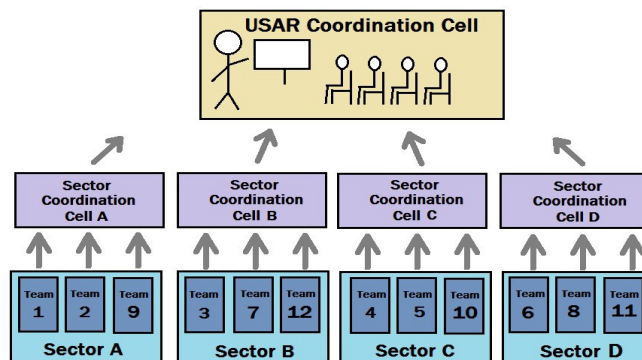 USAR Coordination Cell
Sector
Coordination
Cell A
Sector
Coordination
Cell B
Sector
Coordination
Cell C
Sector
Coordination
Cell D
Team
1
Team
2
Team
9
Sector A
Team
3
Team
7
Team
12
Sector B
Team
4
Team
5
Team
10
Sector C
Team
6
Team
8
Team
11
Sector D